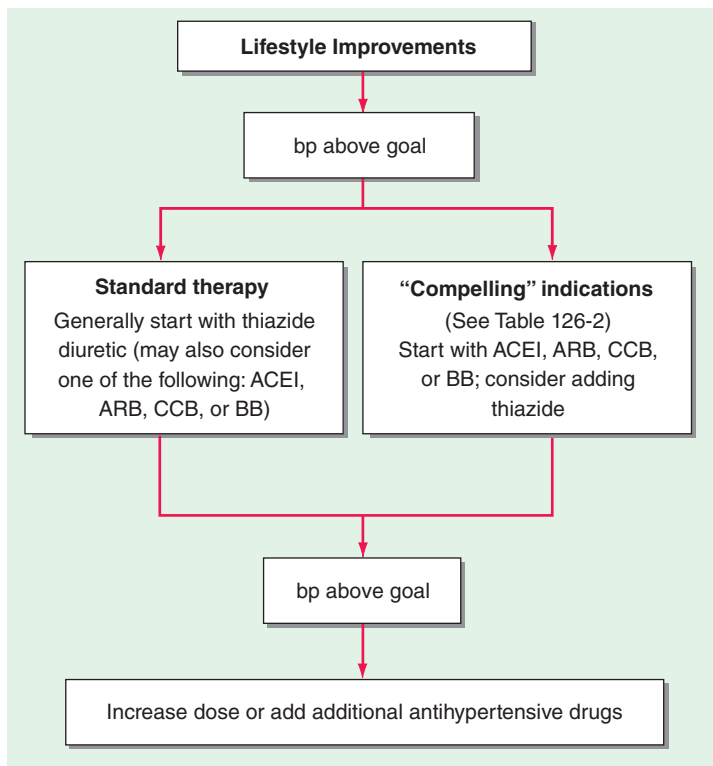 Lifestyle Improvements
bp above goal
Standard therapy
Generally start with thiazide
diuretic (may also consider
one of the following: ACEI,
ARB, CCB, or BB)
“Compelling” indications
(See Table 126-2)
Start with ACEI, ARB, CCB,
or BB; consider adding
thiazide
bp above goal
Increase dose or add additional antihypertensive drugs